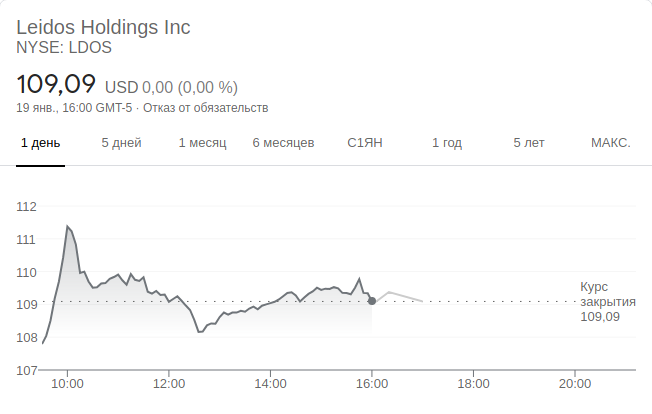 Leidos Holdings Inc
NYSE: LDOS
109,09 USD 0,00 (0,00 %)
19 янв., 16:00 GMT-5 · Отказ от обязательств
1 день 5 дней 1 месяц 6 месяцев С1ЯН 1 год 5 лет МАКС.
112
111
110
109
108
107
Курс
закрытия
109,09
10:00 12:00 14:00 16:00 18:00 20:00